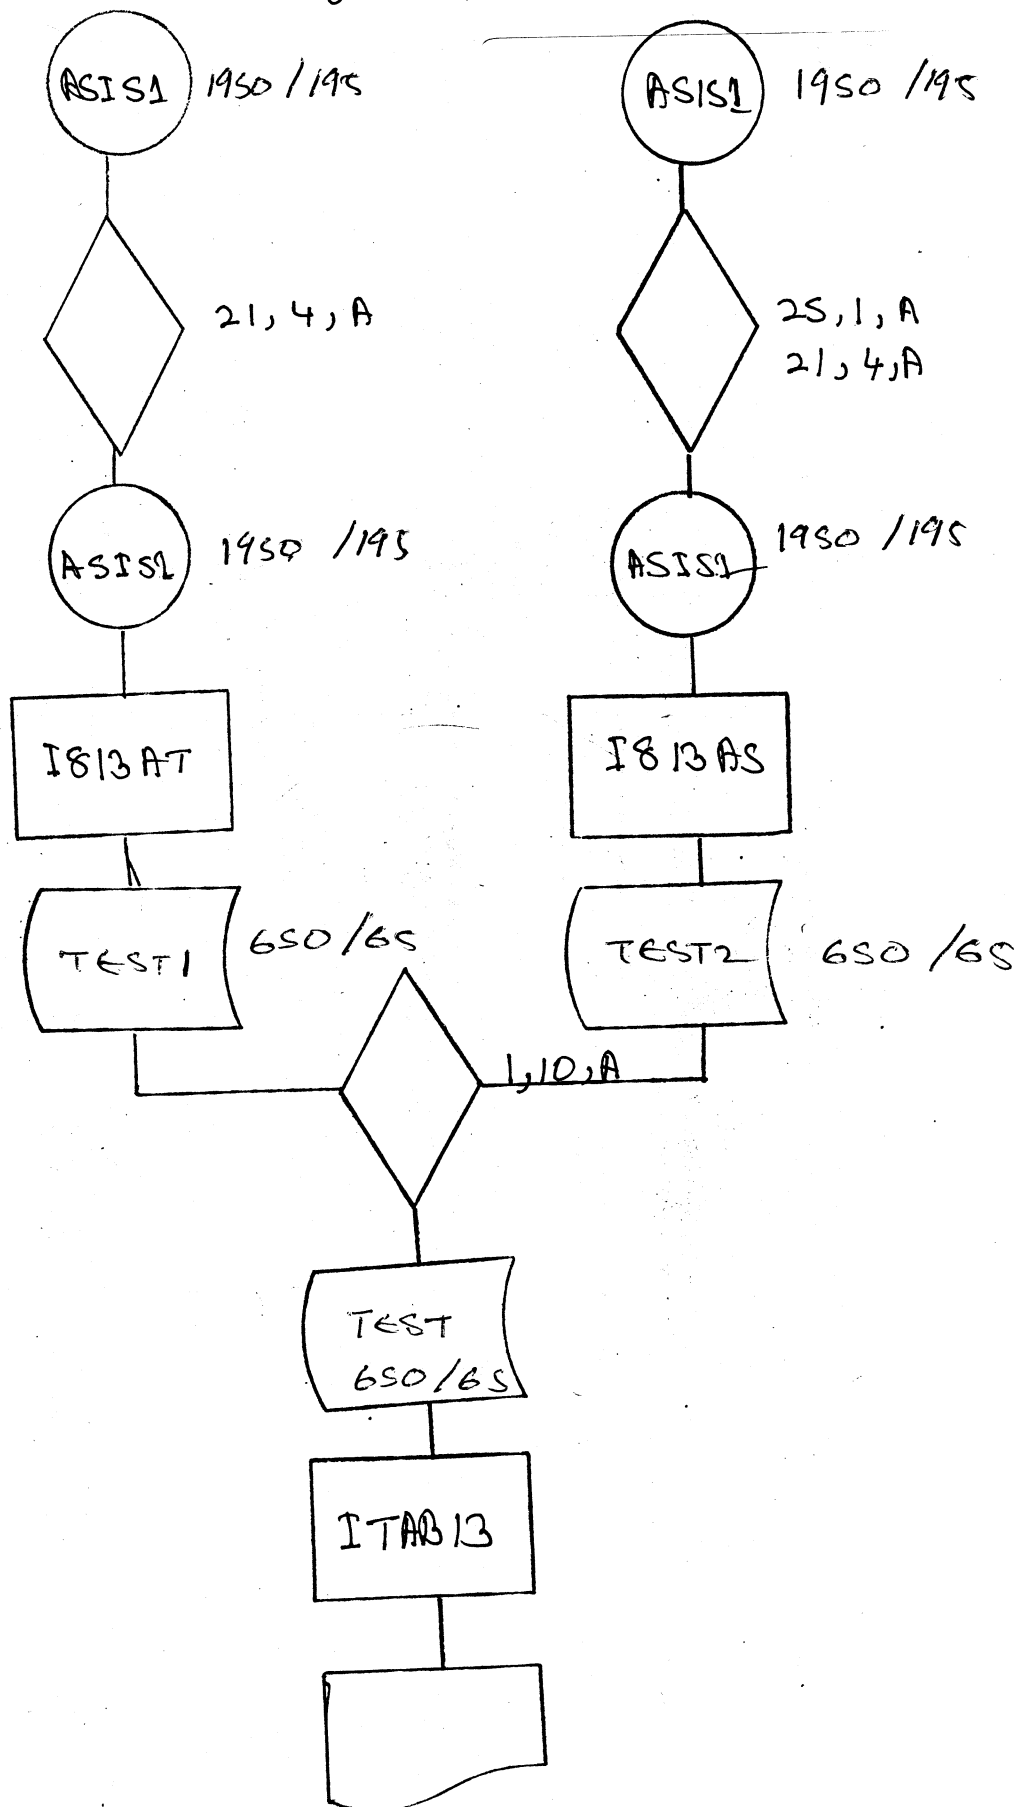 ASIS1 1950/195 ASIS1 1950/195
21,4,A 25,1,A
21,4,A
ASIS1 1950/195 ASIS1 1950/195
I813AT I813AS
TEST1 650/65 TEST2 650/65
1,10,A
TEST
650/65
ITAB13